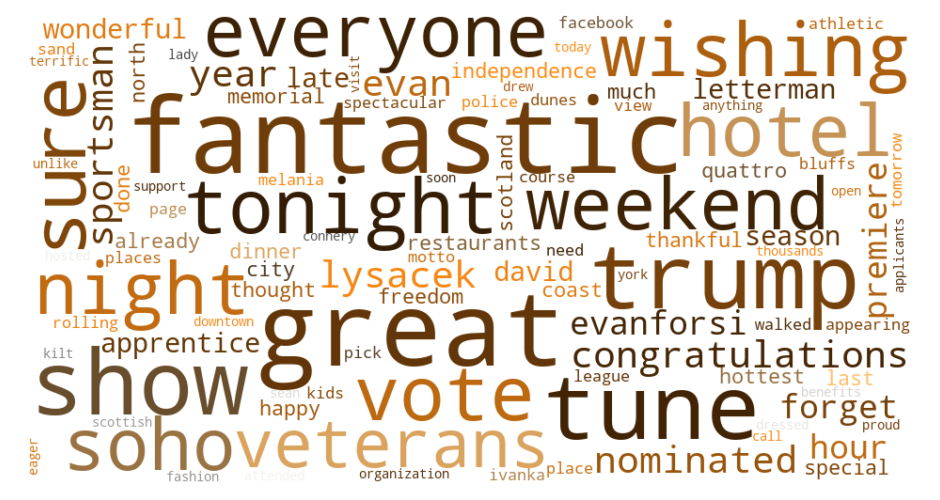 wonderful
everyone
facebook
wishing
athletic
sand
terrific
lady
today
north
sure
sportsman
year
late
visit
evan
independence
drew
much
letterman
memorial
spectacular
police
dunes
view
anything
fantastic
hotel
unlike
done
support
melania
soon
scotland
course
quattro
bluffs
tomorrow
premiere
open
page
tonight
weekend
already
connery
restaurants
need
thankful
season
hosted
places
dinner
motto
thousands
applicants
night
city
thought
lysacek
david
coast
york
trump
freedom
rolling
downtown
great
evanforsi
walked
appearing
apprentice
kilt
pick
congratulations
show
sean
kids
vote
league
hottest
last
benefits
scottish
happy
tune
forget
proud
dressed
call
soho
veterans
hour
eager
fashion
attended
organization
ivanka
place
nominated
special